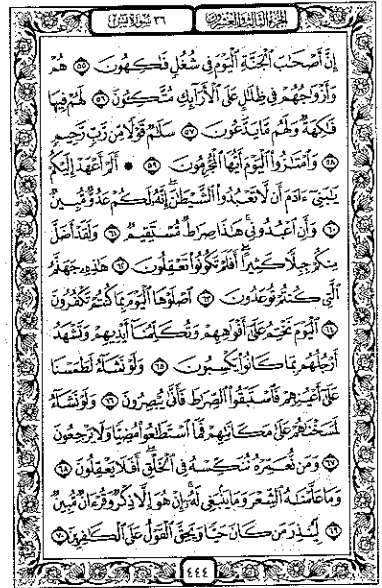 الجزء الثالث والعشرون
٣٦ سورة يس
إِنَّ أَصْحَٰبَ ٱلْجَنَّةِ ٱلْيَوْمَ فِي شُغُلٍ فَٰكِهُونَ ٥٥ هُمْ
وَأَزْوَٰجُهُمْ فِي ظِلَٰلٍ عَلَى ٱلْأَرَآئِكِ مُتَّكِـُٔونَ ٥٦ لَهُمْ فِيهَا
فَٰكِهَةٌ وَلَهُم مَّا يَدَّعُونَ ٥٧ سَلَٰمٌ قَوْلًا مِّن رَّبٍّ رَّحِيمٍ
٥٨ وَٱمْتَٰزُوا۟ ٱلْيَوْمَ أَيُّهَا ٱلْمُجْرِمُونَ ٥٩ * أَلَمْ أَعْهَدْ إِلَيْكُمْ
يَٰبَنِيٓ ءَادَمَ أَن لَّا تَعْبُدُوا۟ ٱلشَّيْطَٰنَ ۖ إِنَّهُۥ لَكُمْ عَدُوٌّ مُّبِينٌ
٦٠ وَأَنِ ٱعْبُدُونِي ۚ هَٰذَا صِرَٰطٌ مُّسْتَقِيمٌ ٦١ وَلَقَدْ أَضَلَّ
مِنكُمْ جِبِلًّا كَثِيرًا ۖ أَفَلَمْ تَكُونُوا۟ تَعْقِلُونَ ٦٢ هَٰذِهِۦ جَهَنَّمُ
ٱلَّتِي كُنتُمْ تُوعَدُونَ ٦٣ ٱصْلَوْهَا ٱلْيَوْمَ بِمَا كُنتُمْ تَكْفُرُونَ
٦٤ ٱلْيَوْمَ نَخْتِمُ عَلَىٰٓ أَفْوَٰهِهِمْ وَتُكَلِّمُنَآ أَيْدِيهِمْ وَتَشْهَدُ
أَرْجُلُهُم بِمَا كَانُوا۟ يَكْسِبُونَ ٦٥ وَلَوْ نَشَآءُ لَطَمَسْنَا
عَلَىٰٓ أَعْيُنِهِمْ فَٱسْتَبَقُوا۟ ٱلصِّرَٰطَ فَأَنَّىٰ يُبْصِرُونَ ٦٦ وَلَوْ نَشَآءُ
لَمَسَخْنَٰهُمْ عَلَىٰ مَكَانَتِهِمْ فَمَا ٱسْتَطَٰعُوا۟ مُضِيًّا وَلَا يَرْجِعُونَ
٦٧ وَمَن نُّعَمِّرْهُ نُنَكِّسْهُ فِي ٱلْخَلْقِ ۖ أَفَلَا يَعْقِلُونَ ٦٨
وَمَا عَلَّمْنَٰهُ ٱلشِّعْرَ وَمَا يَنۢبَغِي لَهُۥٓ ۚ إِنْ هُوَ إِلَّا ذِكْرٌ وَقُرْءَانٌ مُّبِينٌ
٦٩ لِّيُنذِرَ مَن كَانَ حَيًّا وَيَحِقَّ ٱلْقَوْلُ عَلَى ٱلْكَٰفِرِينَ ٧٠
٤٤٤